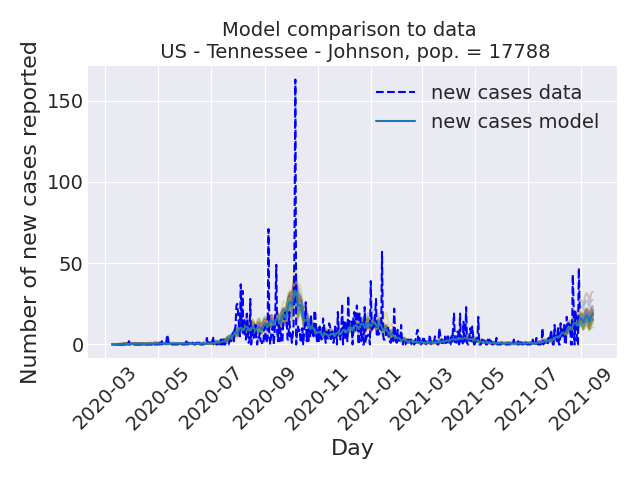 Model comparison to data
US - Tennessee - Johnson, pop. = 17788
Number of new cases reported
150
100
50
0
new cases data
new cases model
2020-03
2020-05
2020-07
2020-09
2020-11
2021-01
2021-03
2021-05
2021-07
2021-09
Day